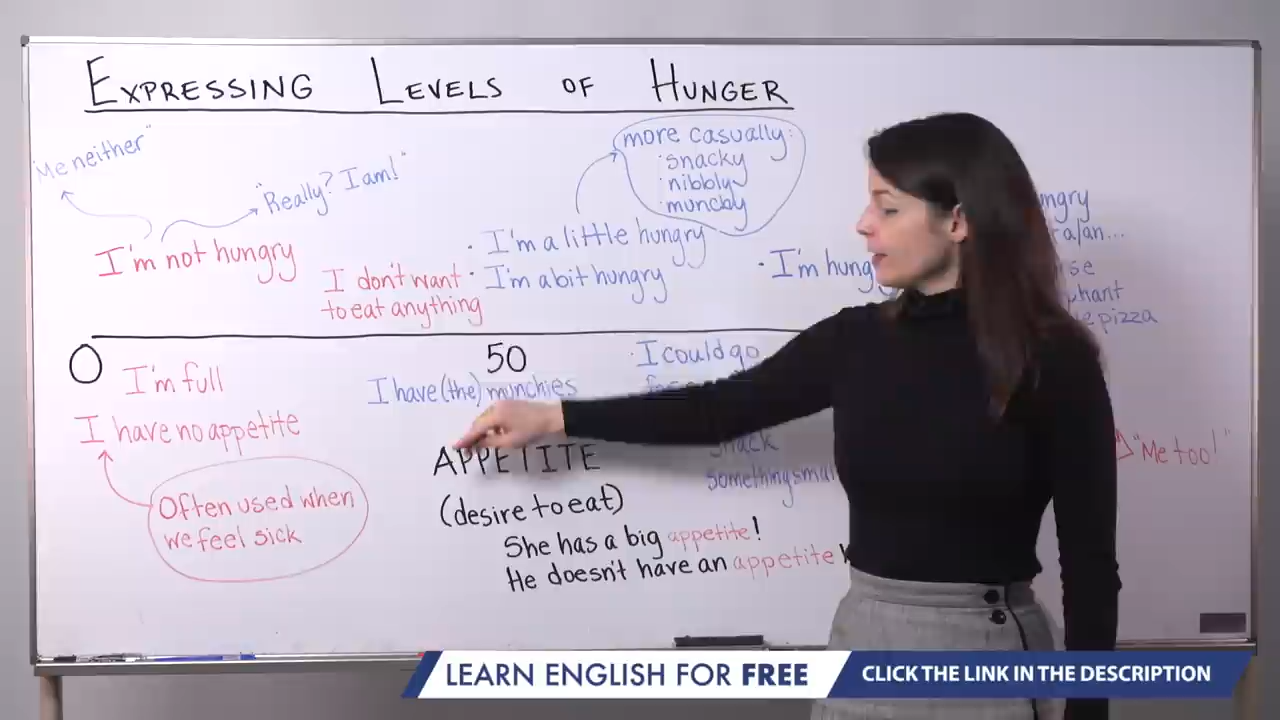 EXPRESSING LEVELS OF HUNGER
"Me neither"
"Really? I am!"
I'm not hungry
I don't want
to eat anything
more casually:
·snacky
·nibbly
·munchy
· I'm a little hungry
· I'm a bit hungry
· I'm
a/an...
0
50
I'm full
I have no appetite
Often used when
we feel sick
I have (the) munchies
APPETITE
(desire to eat)
She has a big appetite!
He doesn't have an appetite
· I could go
snack
something
pizza
"Me too!"
LEARN ENGLISH FOR FREE
CLICK THE LINK IN THE DESCRIPTION